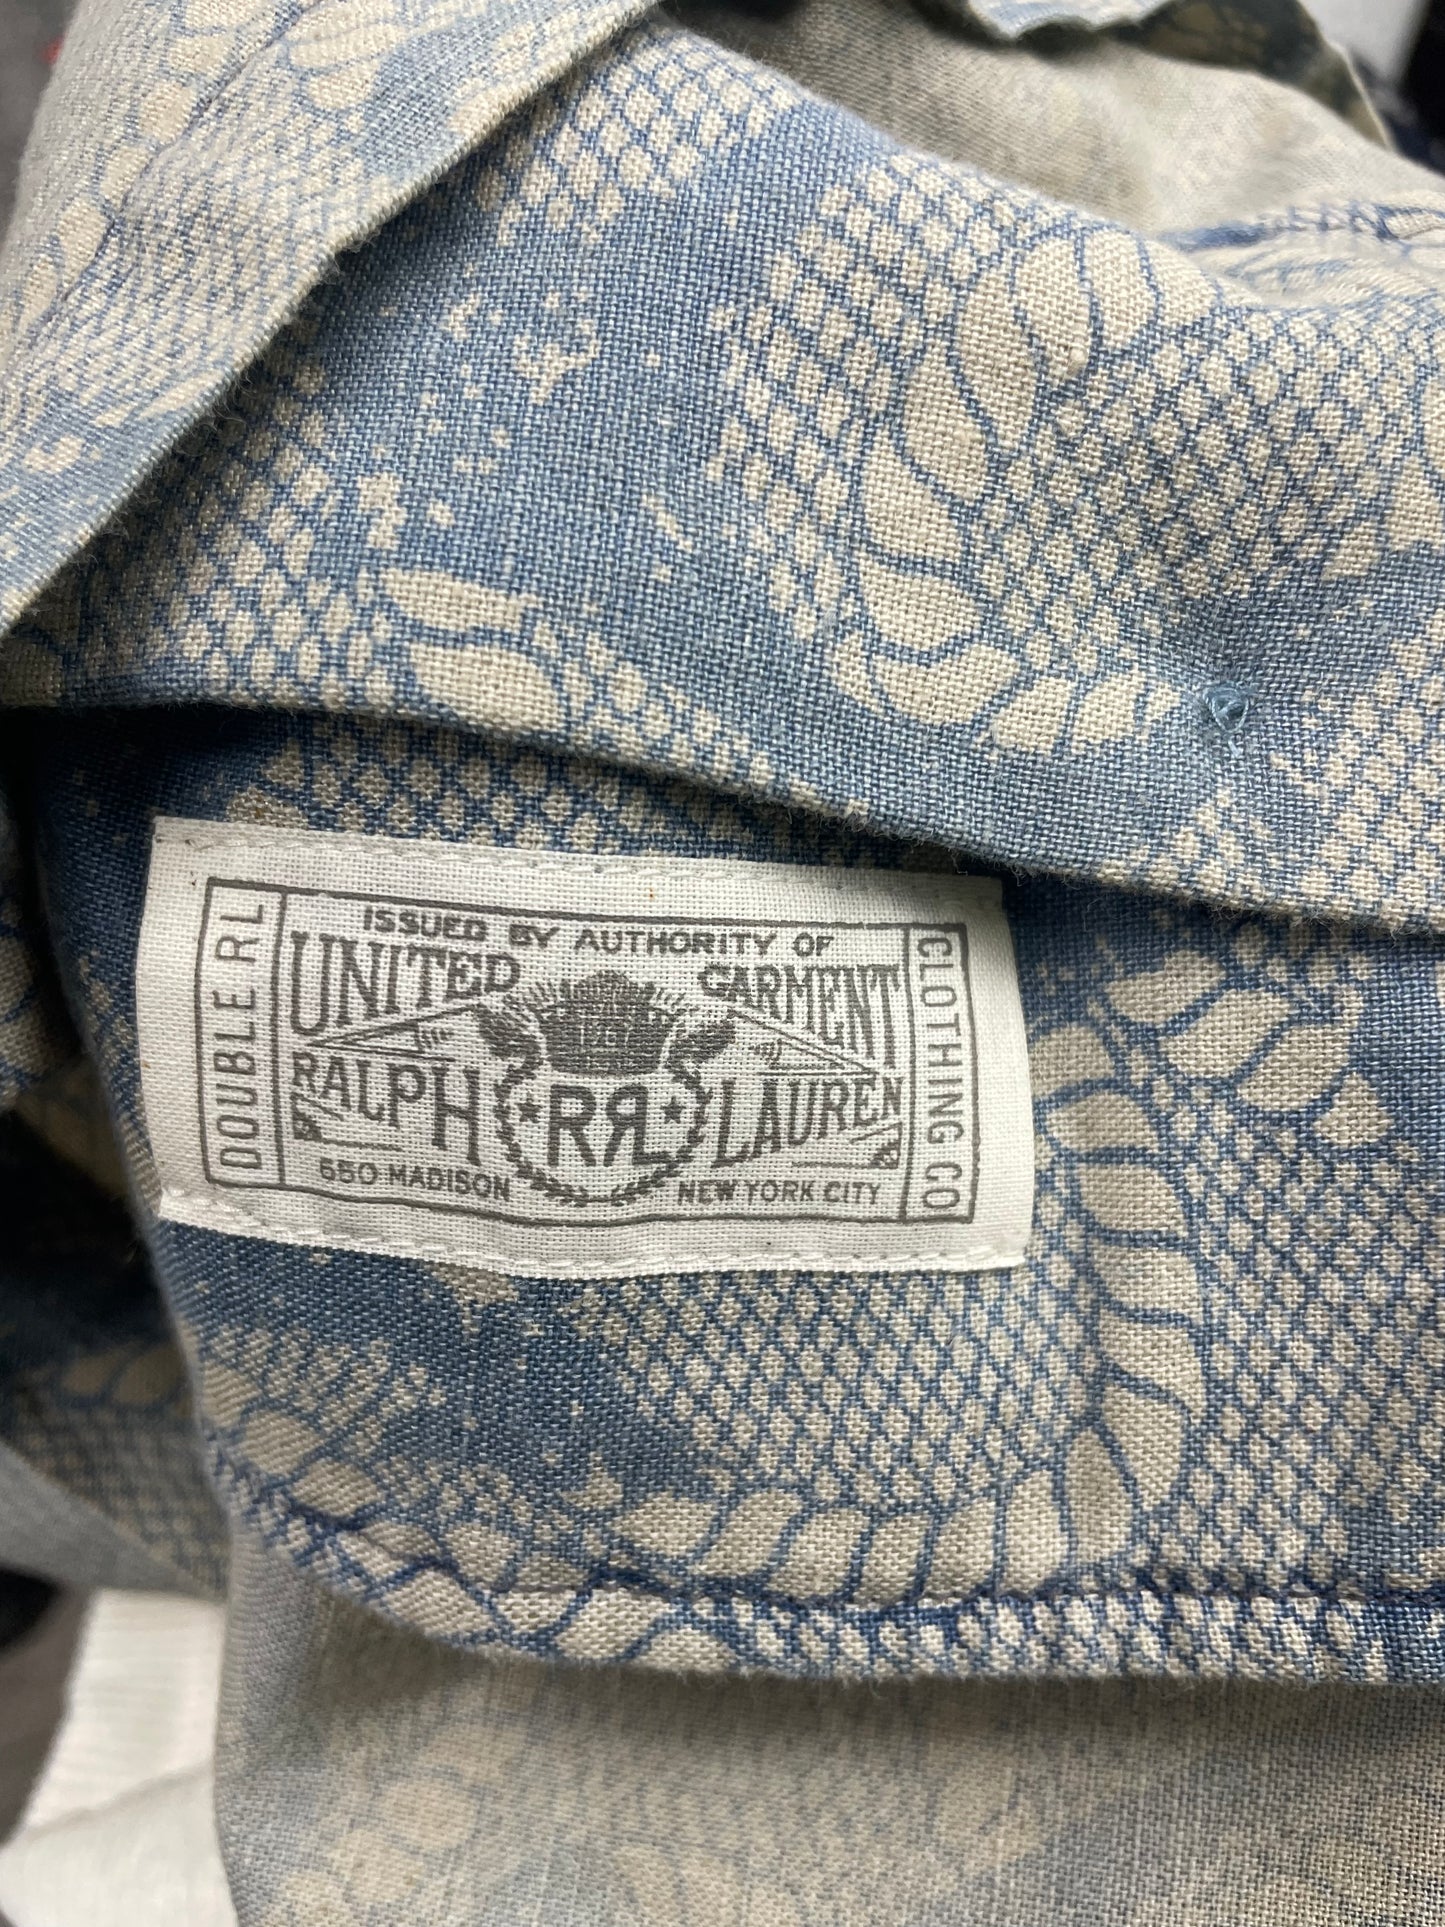 DOUBLE RL
ISSUED BY AUTHORITY OF
UNITED GARMENT
RALPH RRL LAUREN
650 MADISON NEW YORK CITY
CLOTHING CO